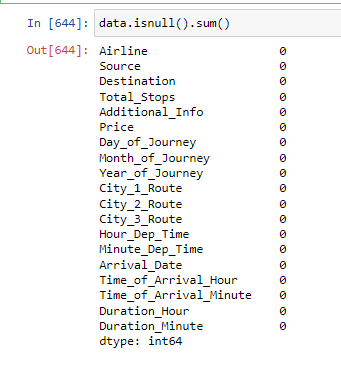 In [644]: data.isnull().sum()
Out[644]: Airline 0
Source 0
Destination 0
Total_Stops 0
Additional_Info 0
Price 0
Day_of_Journey 0
Month_of_Journey 0
Year_of_Journey 0
City_1_Route 0
City_2_Route 0
City_3_Route 0
Hour_Dep_Time 0
Minute_Dep_Time 0
Arrival_Date 0
Time_of_Arrival_Hour 0
Time_of_Arrival_Minute 0
Duration_Hour 0
Duration_Minute 0
dtype: int64